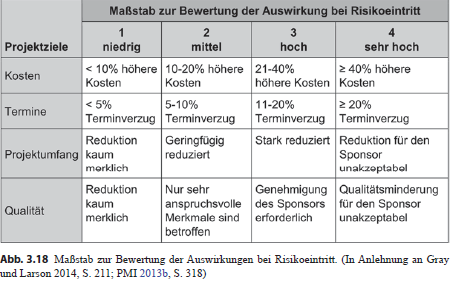 Maßstab zur Bewertung der Auswirkung bei Risikoeintritt
Projektziele
1
niedrig
2
mittel
3
hoch
4
sehr hoch
Kosten
< 10% höhere
Kosten
10-20% höhere
Kosten
21-40%
höhere Kosten
≥ 40% höhere
Kosten
Termine
< 5%
Terminverzug
5-10%
Terminverzug
11-20%
Terminverzug
≥ 20%
Terminverzug
Projektumfang
Reduktion
kaum
merklich
Geringfügig
reduziert
Stark reduziert
Reduktion für den
Sponsor
unakzeptabel
Qualität
Reduktion
kaum
merklich
Nur sehr
anspruchsvolle
Merkmale sind
betroffen
Genehmigung
des Sponsors
erforderlich
Qualitätsminderung
für den Sponsor
unakzeptabel
Abb. 3.18 Maßstab zur Bewertung der Auswirkungen bei Risikoeintritt. (In Anlehnung an Gray
und Larson 2014, S. 211; PMI 2013b, S. 318)